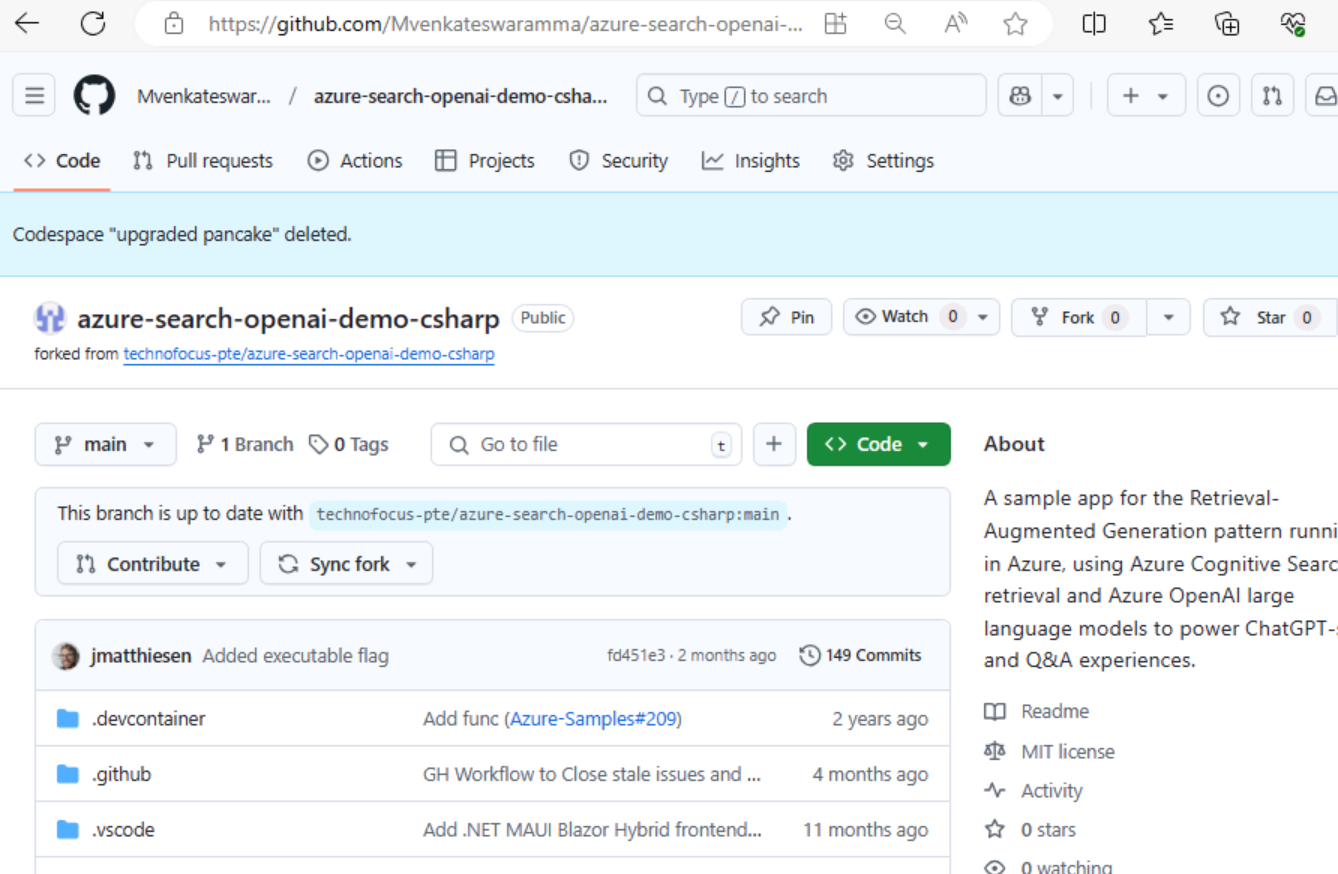 https://github.com/Mvenkateswaramma/azure-search-openai-...
Mvenkateswar... / azure-search-openai-demo-csha... Type / to search
Code Pull requests Actions Projects Security Insights Settings
Codespace "upgraded pancake" deleted.
azure-search-openai-demo-csharp Public Pin Watch 0 Fork 0 Star 0
forked from technofocus-pte/azure-search-openai-demo-csharp
main 1 Branch 0 Tags Go to file t Code
This branch is up to date with technofocus-pte/azure-search-openai-demo-csharp:main .
Contribute Sync fork
jmatthiesen Added executable flag fd451e3 · 2 months ago 149 Commits
.devcontainer Add func (Azure-Samples#209) 2 years ago
.github GH Workflow to Close stale issues and ... 4 months ago
.vscode Add .NET MAUI Blazor Hybrid frontend... 11 months ago
About
A sample app for the Retrieval-
Augmented Generation pattern runni
in Azure, using Azure Cognitive Searc
retrieval and Azure OpenAI large
language models to power ChatGPT-s
and Q&A experiences.
Readme
MIT license
Activity
0 stars
0 watching